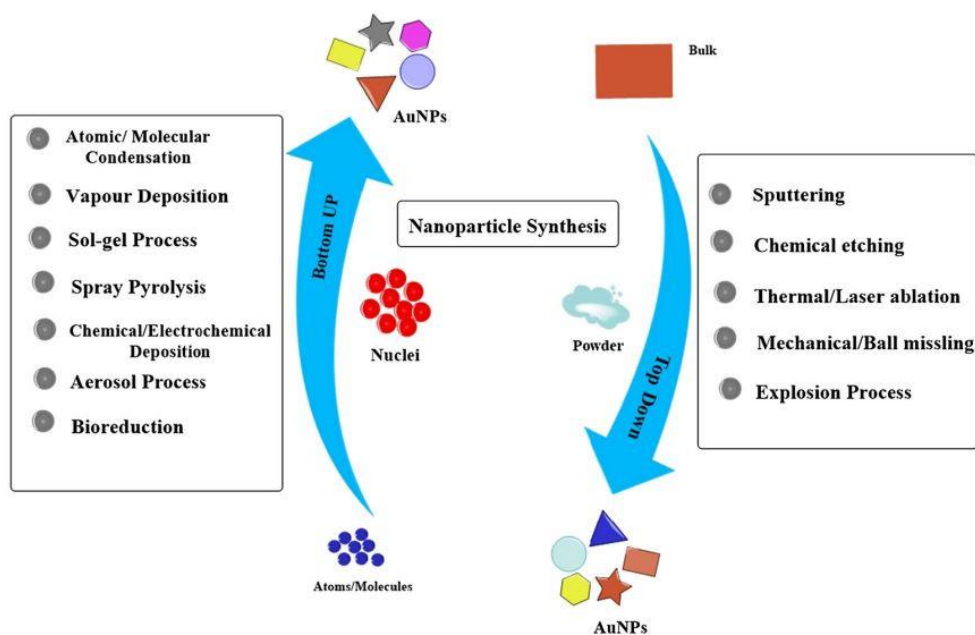 AuNPs
Bulk
Atomic/ Molecular
Condensation
Vapour Deposition
Sol-gel Process
Spray Pyrolysis
Chemical/Electrochemical
Deposition
Aerosol Process
Bioreduction
Bottom UP
Nanoparticle Synthesis
Nuclei
Powder
Top Down
Sputtering
Chemical etching
Thermal/Laser ablation
Mechanical/Ball missling
Explosion Process
Atoms/Molecules
AuNPs